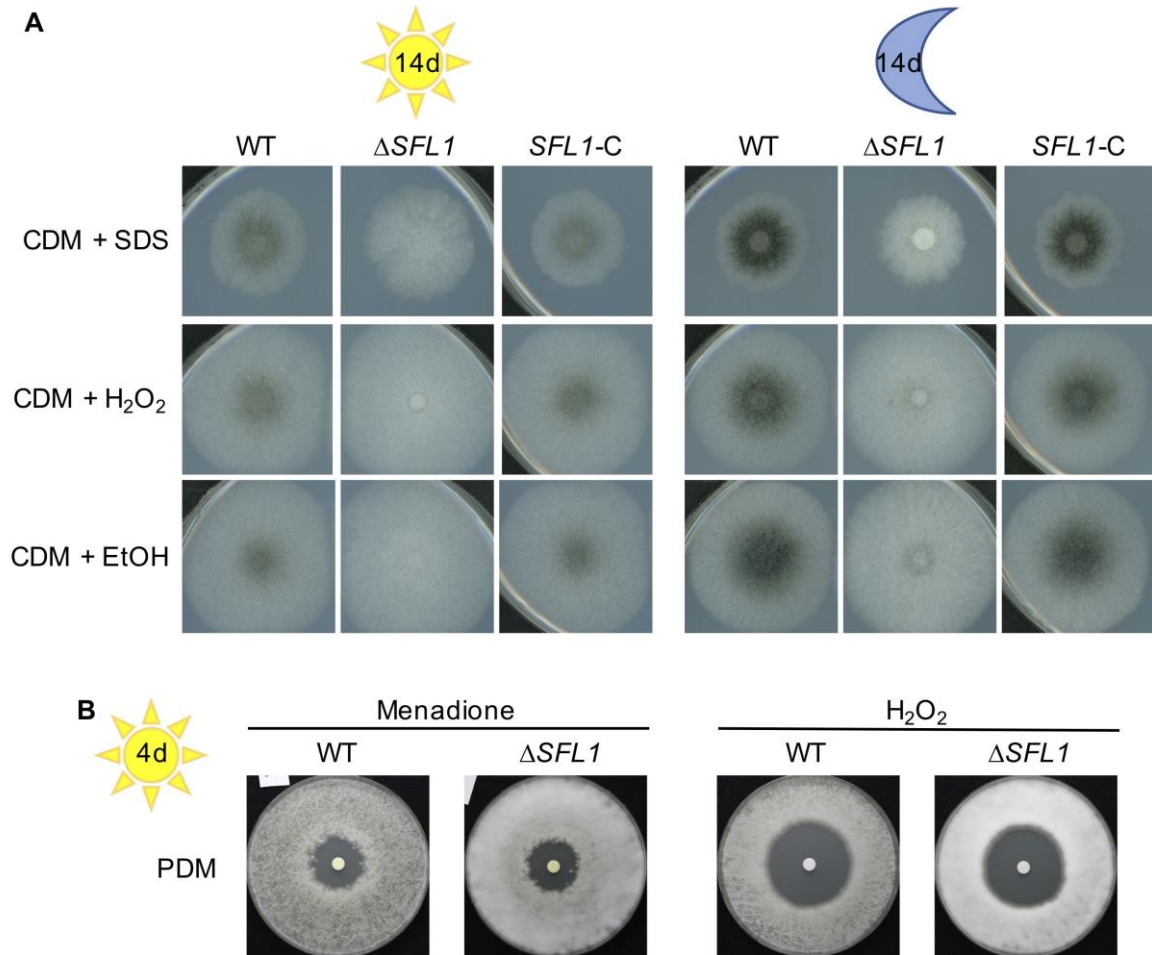 A
14d
14d
WT
ΔSFL1
SFL1-C
WT
ΔSFL1
SFL1-C
CDM + SDS
CDM + H₂O₂
CDM + EtOH
B
4d
Menadione
H₂O₂
WT
ΔSFL1
WT
ΔSFL1
PDM